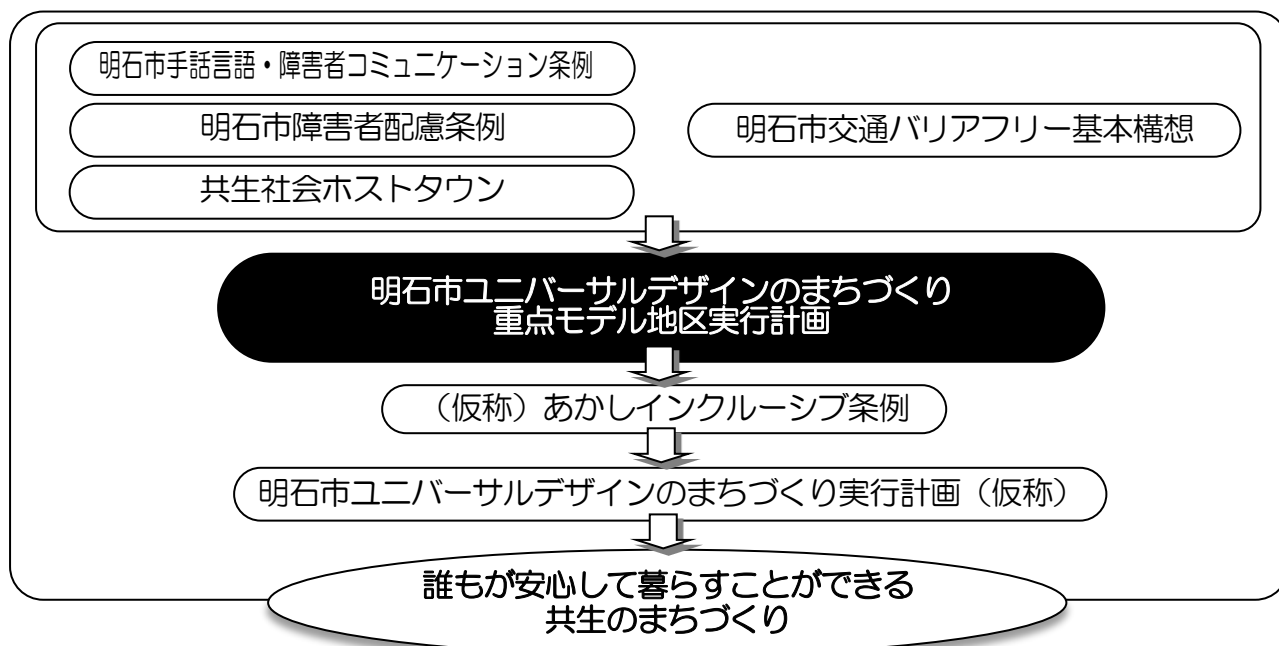 明石市手話言語・障害者コミュニケーション条例
明石市障害者配慮条例
共生社会ホストタウン
明石市交通バリアフリー基本構想
明石市ユニバーサルデザインのまちづくり
重点モデル地区実行計画
（仮称）あかしインクルーシブ条例
明石市ユニバーサルデザインのまちづくり実行計画（仮称）
誰もが安心して暮らすことができる
共生のまちづくり